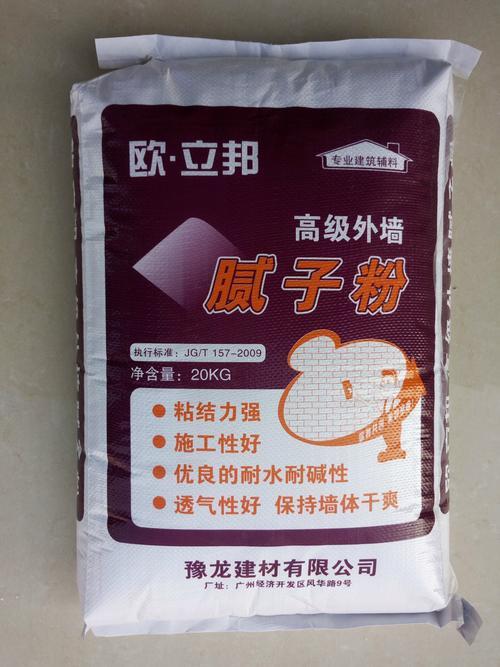 欧·立邦
专业建筑辅料
高级外墙
腻子粉
执行标准：JG/T 157-2009
净含量：20KG
粘结力强
施工性好
优良的耐水耐碱性
透气性好 保持墙体干爽
豫龙建材有限公司
厂址：广州经济开发区风华路9号